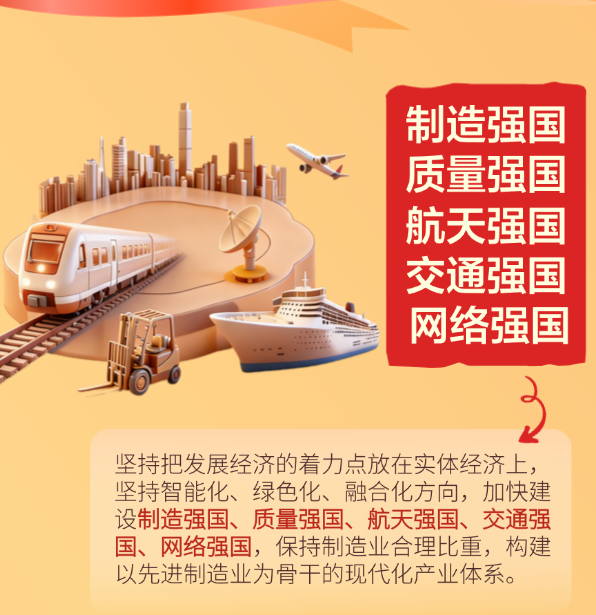 制造强国
质量强国
航天强国
交通强国
网络强国
坚持把发展经济的着力点放在实体经济上，
坚持智能化、绿色化、融合化方向，加快建
设制造强国、质量强国、航天强国、交通强
国、网络强国，保持制造业合理比重，构建
以先进制造业为骨干的现代化产业体系。